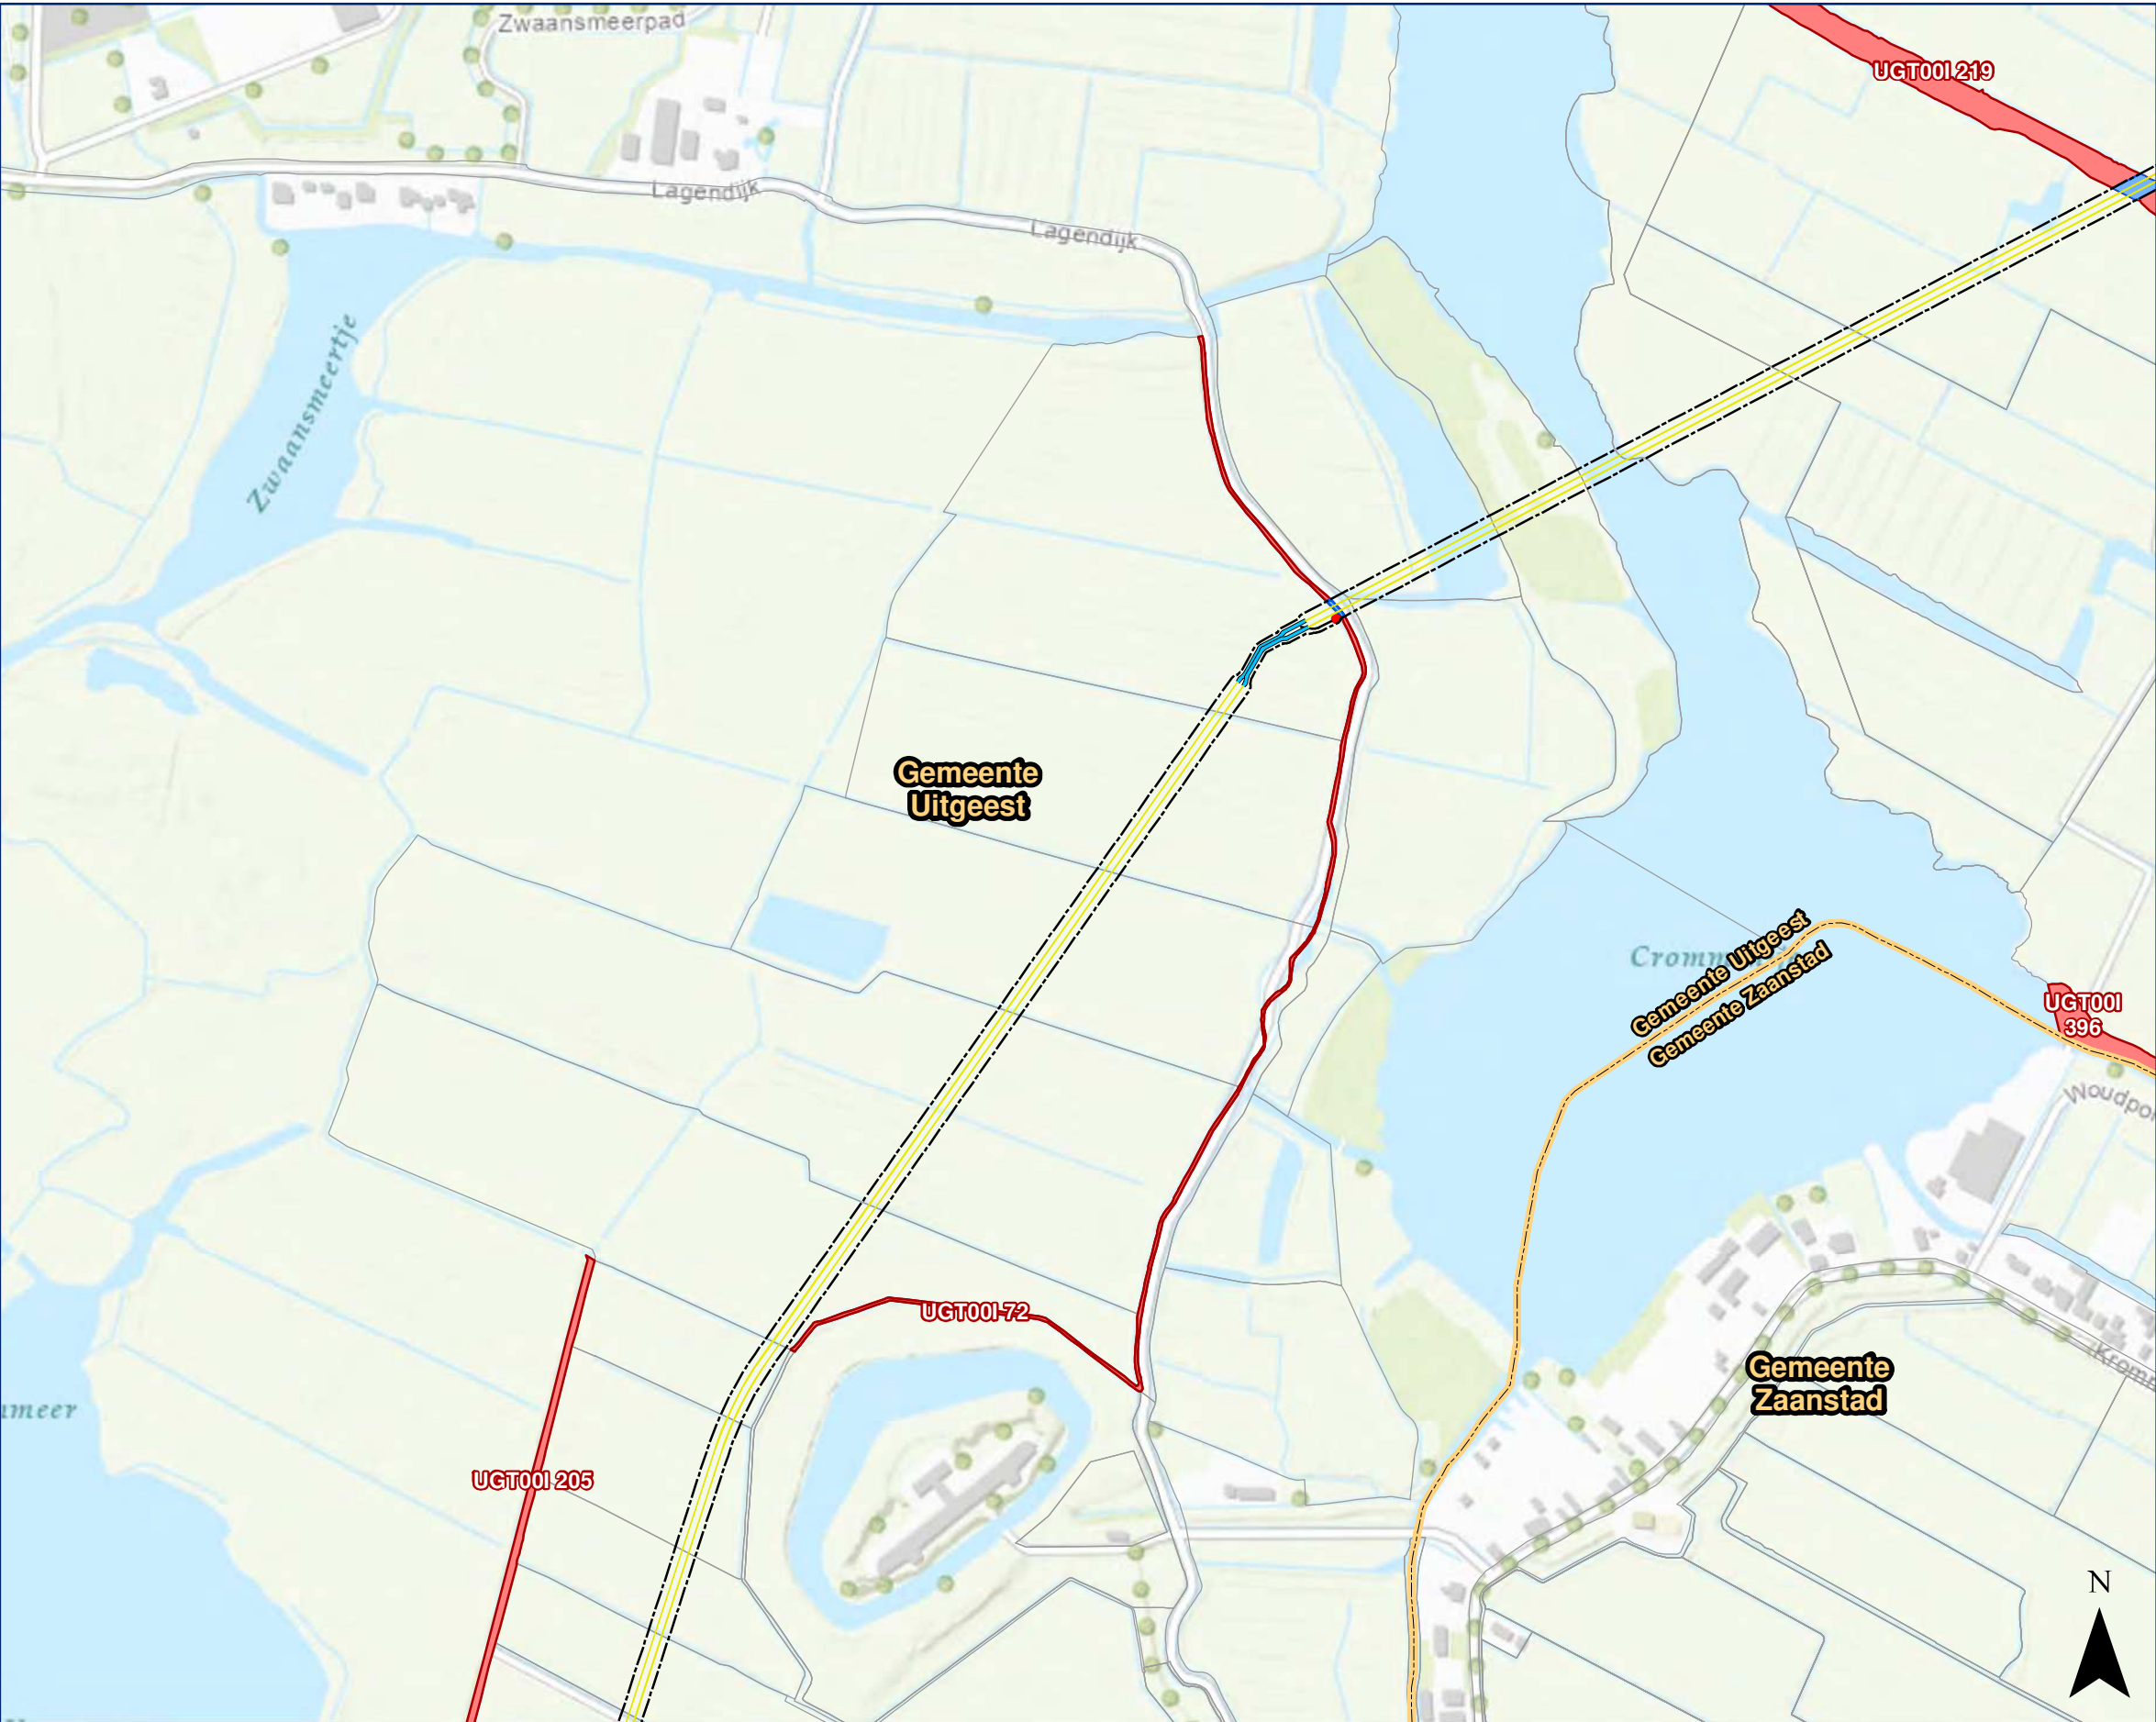 Zwaansmeerpad
UGT00I 219
Lagendijk
Lagendijk
Zwaansmeertje
Gemeente
Uitgeest
Gemeente Uitgeest
Gemeente Zaanstad
UGT00I
396
UGT00I 72
Gemeente
Zaanstad
UGT00I 205
N